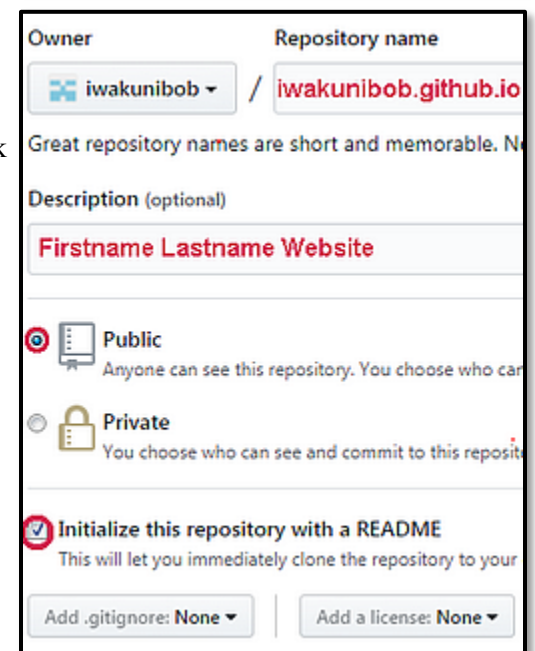 Owner Repository name
iwakunibob / iwakunibob.github.io
Great repository names are short and memorable.
Description (optional)
Firstname Lastname Website
Public
Anyone can see this repository. You choose who
Private
You choose who can see and commit to this
Initialize this repository with a README
This will let you immediately clone the repository to your
Add .gitignore: None Add a license: None